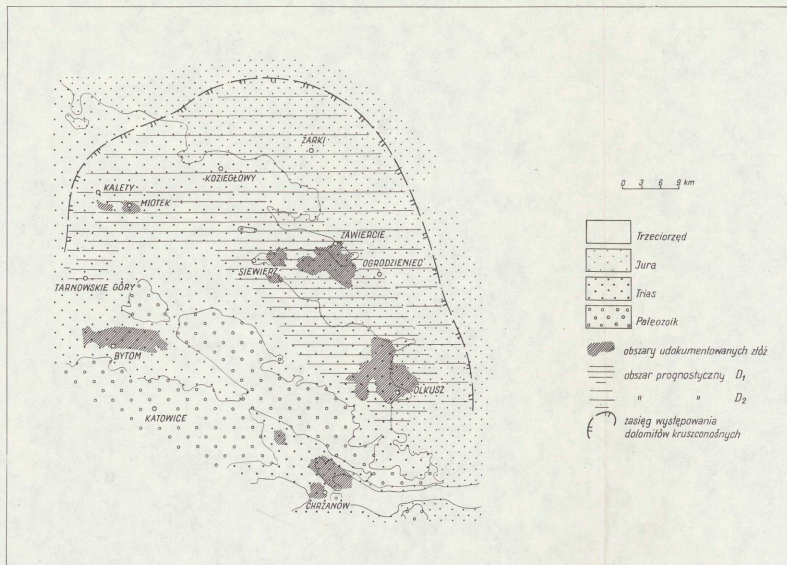 ŻARKI
KOZIEGŁOWY
KALETY
MIOTEK
0 3 6 9 km
ZAWIERCIE
SIEWIERZ
OGRODZIENIEC
TARNOWSKIE GÓRY
BYTOM
OLKUSZ
KATOWICE
CHRZANÓW
Trzeciorzęd
Jura
Trias
Paleozoik
obszary udokumentowanych złóż
obszar prognostyczny D1
" " D2
zasięg występowania
dolomitów kruszconośnych